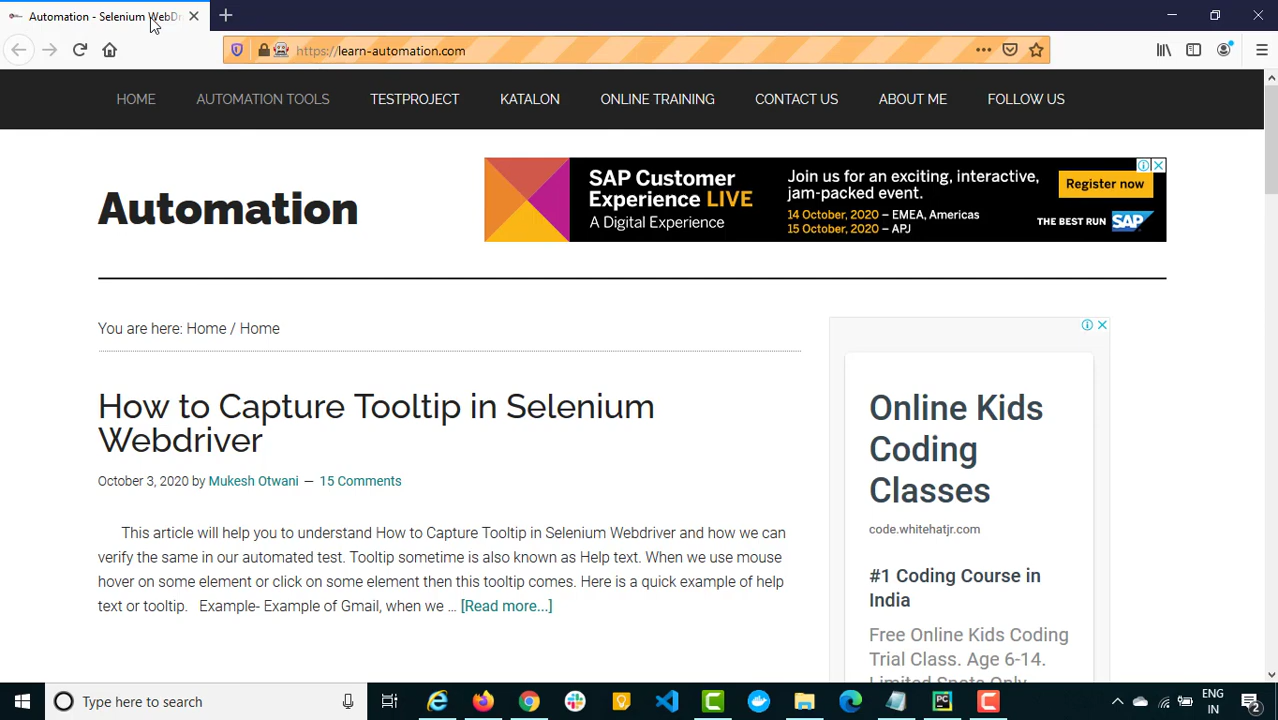 Automation - Selenium WebDr
https://learn-automation.com
HOME
AUTOMATION TOOLS
TESTPROJECT
KATALON
ONLINE TRAINING
CONTACT US
ABOUT ME
FOLLOW US
Automation
SAP Customer
Experience LIVE
A Digital Experience
Join us for an exciting, interactive,
jam-packed event.
14 October, 2020 – EMEA, Americas
15 October, 2020 – APJ
Register now
THE BEST RUN SAP
You are here: Home / Home
How to Capture Tooltip in Selenium
Webdriver
October 3, 2020 by Mukesh Otwani — 15 Comments
This article will help you to understand How to Capture Tooltip in Selenium Webdriver and how we can
verify the same in our automated test. Tooltip sometime is also known as Help text. When we use mouse
hover on some element or click on some element then this tooltip comes. Here is a quick example of help
text or tooltip. Example- Example of Gmail, when we … [Read more...]
Online Kids
Coding
Classes
code.whitehatjr.com
#1 Coding Course in
India
Free Online Kids Coding
Trial Class. Age 6-14.
Limited Spots Only
Type here to search
ENG
IN
2